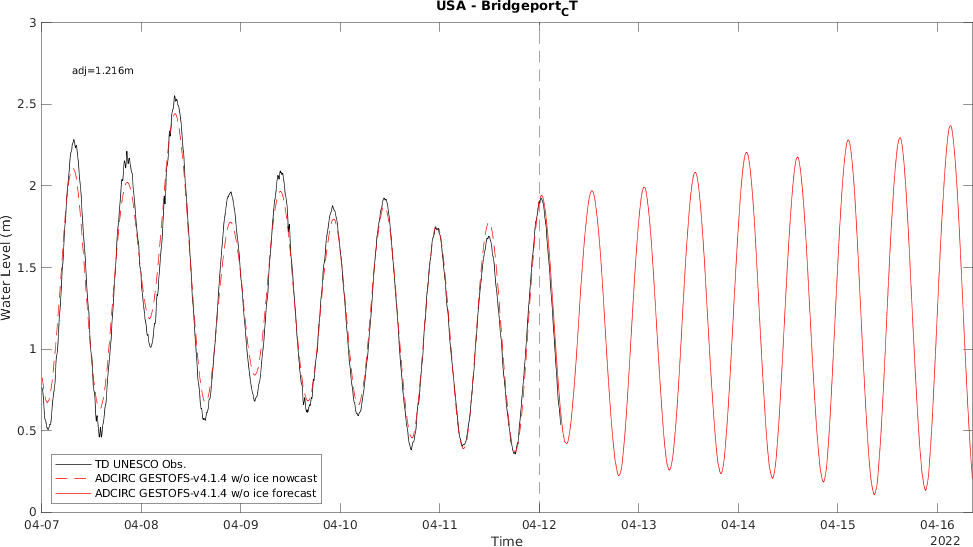 USA - Bridgeport_CT
3
adj=1.216m
2.5
2
1.5
1
0.5
0
Water Level (m)
TD UNESCO Obs.
ADCIRC GESTOFS-v4.1.4 w/o ice nowcast
ADCIRC GESTOFS-v4.1.4 w/o ice forecast
04-07 04-08 04-09 04-10 04-11 04-12 04-13 04-14 04-15 04-16
Time
2022